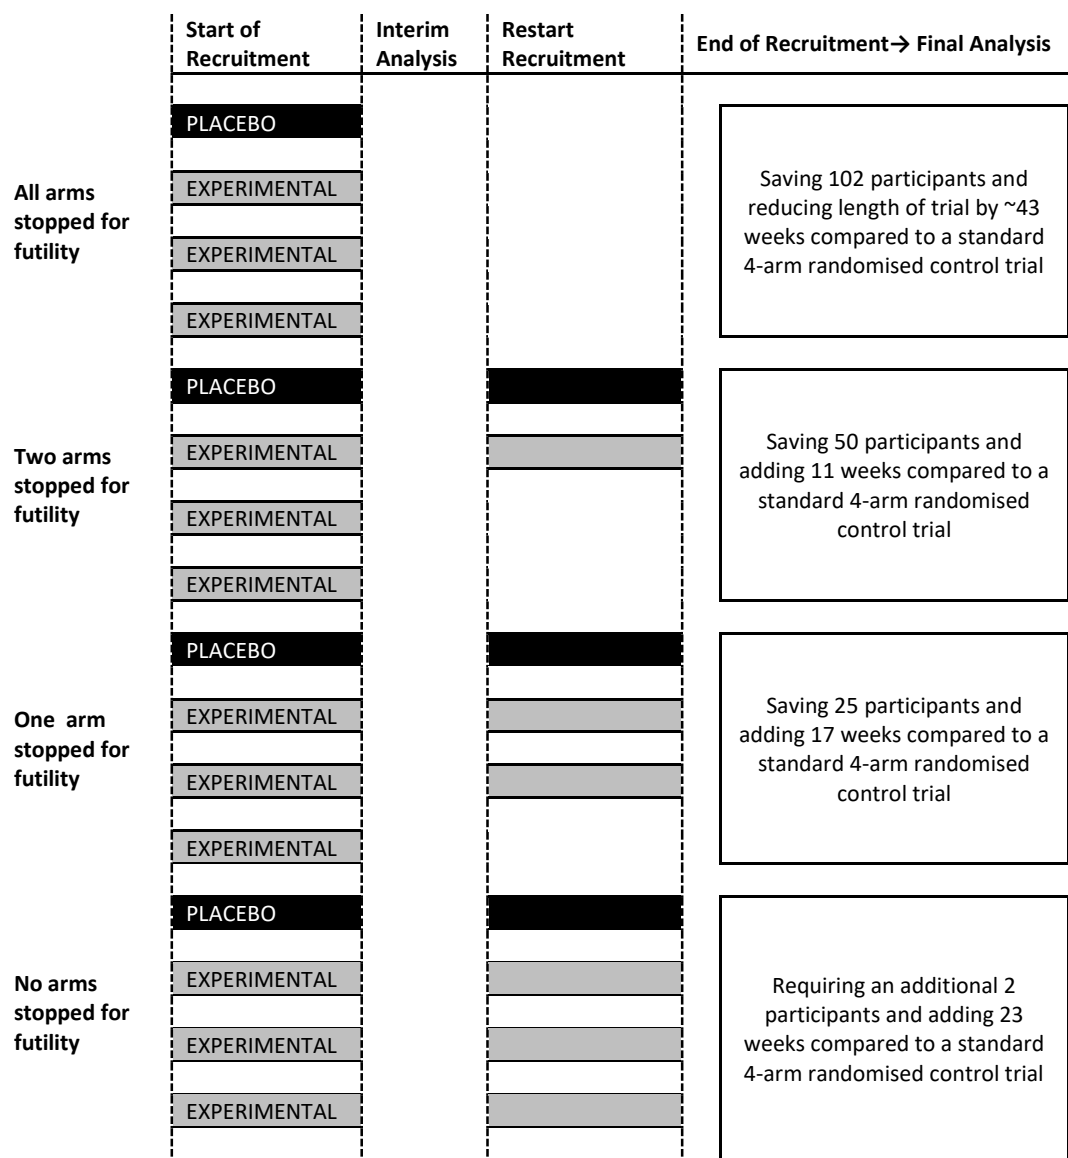 Start of
Recruitment
Interim
Analysis
Restart
Recruitment
End of Recruitment→ Final Analysis
All arms
stopped for
futility
PLACEBO
EXPERIMENTAL
EXPERIMENTAL
EXPERIMENTAL
Saving 102 participants and
reducing length of trial by ~43
weeks compared to a standard
4-arm randomised control trial
Two arms
stopped for
futility
PLACEBO
EXPERIMENTAL
EXPERIMENTAL
EXPERIMENTAL
Saving 50 participants and
adding 11 weeks compared to a
standard 4-arm randomised
control trial
One arm
stopped for
futility
PLACEBO
EXPERIMENTAL
EXPERIMENTAL
EXPERIMENTAL
Saving 25 participants and
adding 17 weeks compared to a
standard 4-arm randomised
control trial
No arms
stopped for
futility
PLACEBO
EXPERIMENTAL
EXPERIMENTAL
EXPERIMENTAL
Requiring an additional 2
participants and adding 23
weeks compared to a standard
4-arm randomised control trial